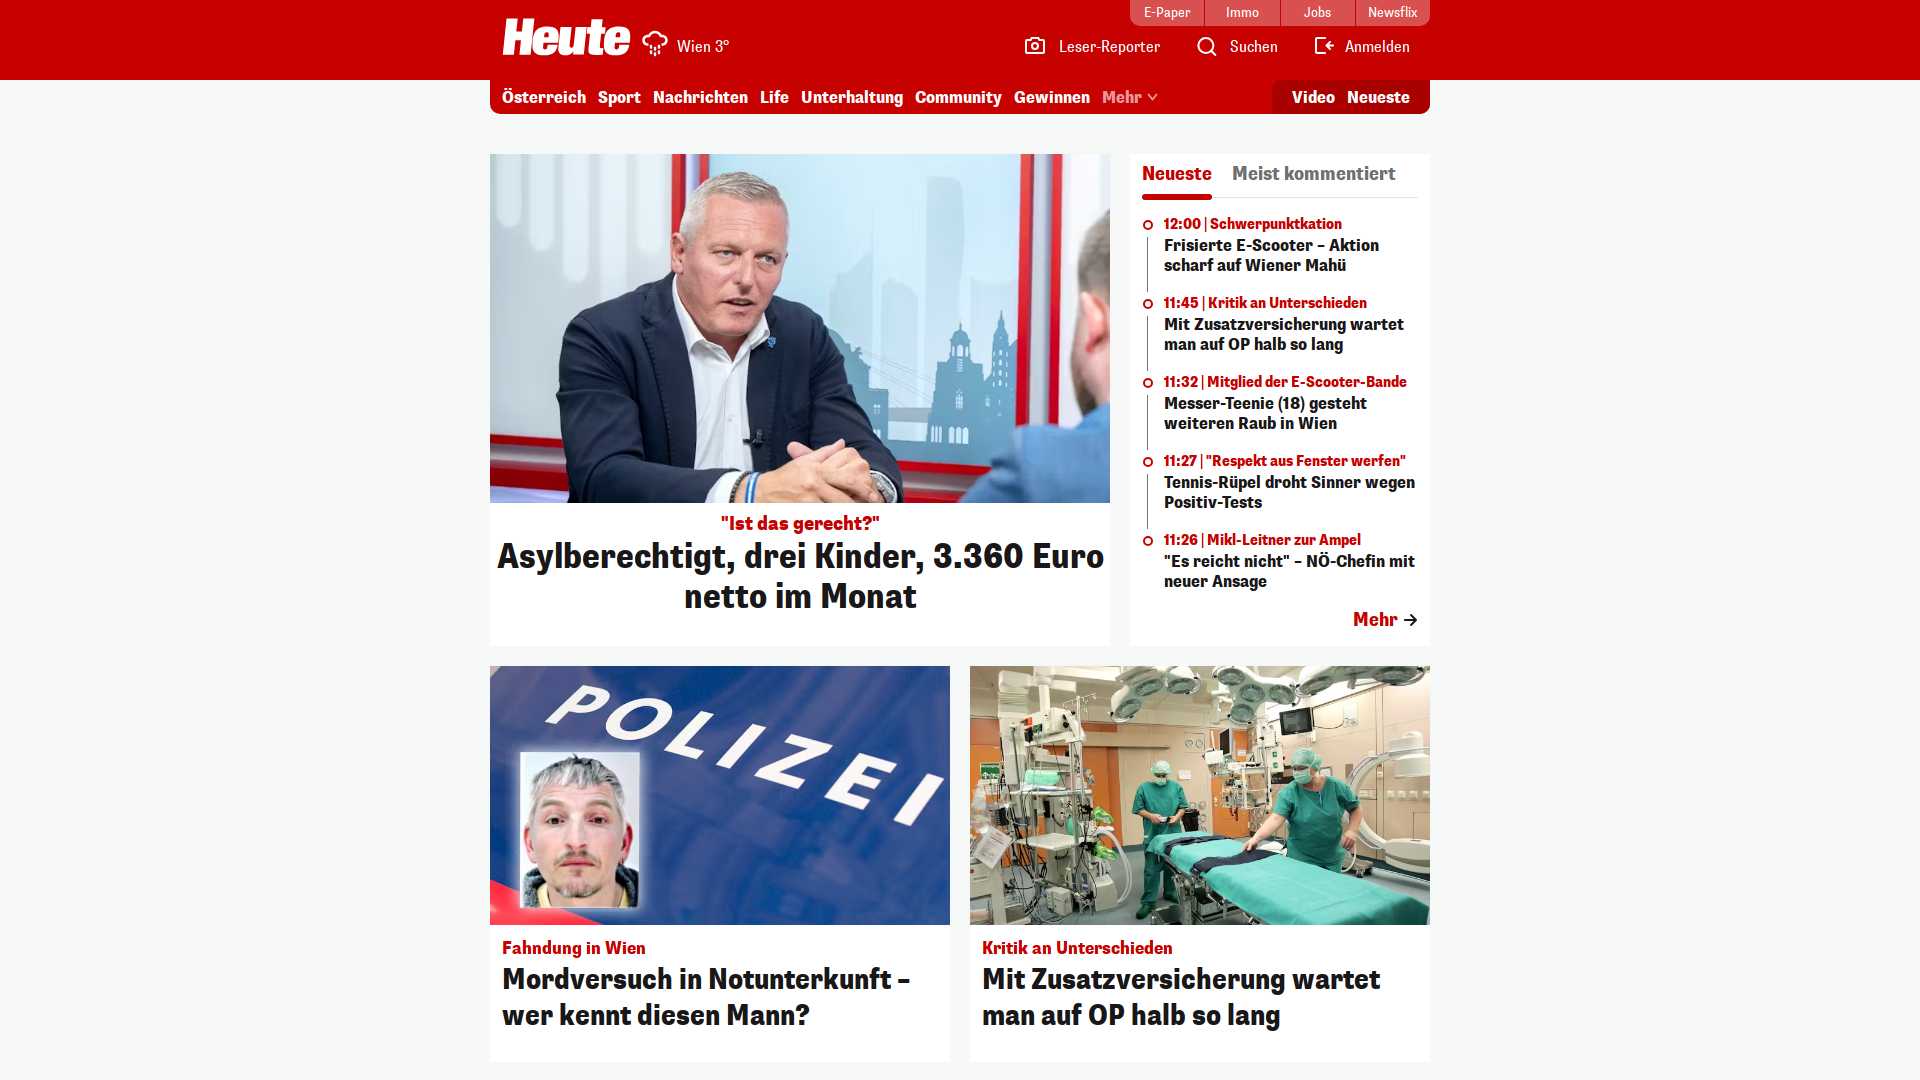 E-Paper
Immo
Jobs
Newsflix
Heute
Wien 3°
Leser-Reporter
Suchen
Anmelden
Österreich
Sport
Nachrichten
Life
Unterhaltung
Community
Gewinnen
Mehr
Video
Neueste
"Ist das gerecht?"
Asylberechtigt, drei Kinder, 3.360 Euro
netto im Monat
Neueste
Meist kommentiert
12:00 | Schwerpunktkation
Frisierte E-Scooter – Aktion
scharf auf Wiener Mahü
11:45 | Kritik an Unterschieden
Mit Zusatzversicherung wartet
man auf OP halb so lang
11:32 | Mitglied der E-Scooter-Bande
Messer-Teenie (18) gesteht
weiteren Raub in Wien
11:27 | "Respekt aus Fenster werfen"
Tennis-Rüpel droht Sinner wegen
Positiv-Tests
11:26 | Mikl-Leitner zur Ampel
"Es reicht nicht" – NÖ-Chefin mit
neuer Ansage
Mehr
POLIZEI
Fahndung in Wien
Mordversuch in Notunterkunft –
wer kennt diesen Mann?
Kritik an Unterschieden
Mit Zusatzversicherung wartet
man auf OP halb so lang